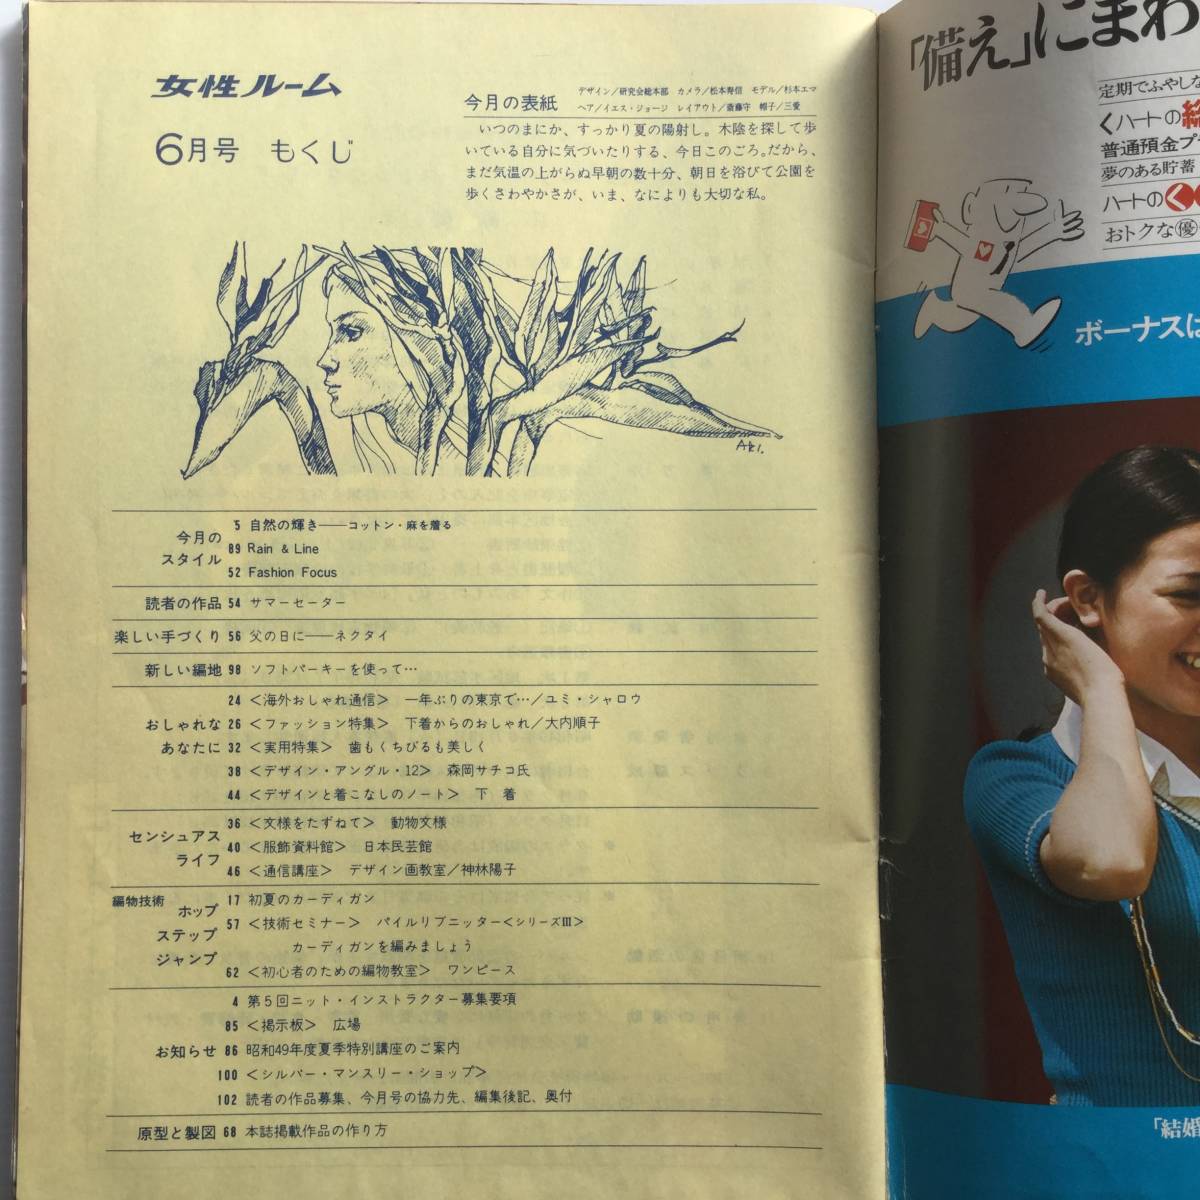 女性ルーム
6月号 もくじ
今月の表紙
デザイン／研究会総本部 カメラ／松本寿信 モデル／杉本エマ
ヘア／イエス・ジョージ レイアウト／斎藤守 帽子／三愛
いつのまにか、すっかり夏の陽射し。木陰を探して歩
いている自分に気づいたりする、今日このごろ。だから、
まだ気温の上がらぬ早朝の数十分、朝日を浴びて公園を
歩くさわやかさが、いま、なによりも大切な私。
AKI.
今月の
スタイル
5 自然の輝き――コットン・麻を着る
89 Rain & Line
52 Fashion Focus
読者の作品 54 サマーセーター
楽しい手づくり 56 父の日に――ネクタイ
新しい編地 98 ソフトパーキーを使って…
おしゃれな
あなたに
24 <海外おしゃれ通信> 一年ぶりの東京で…／ユミ・シャロウ
26 <ファッション特集> 下着からのおしゃれ／大内順子
32 <実用特集> 歯もくちびるも美しく
38 <デザイン・アングル・12> 森岡サチコ氏
44 <デザインと着こなしのノート> 下 着
センシュアス
ライフ
36 <文様をたずねて> 動物文様
40 <服飾資料館> 日本民芸館
46 <通信講座> デザイン画教室／神林陽子
編物技術
ホップ
ステップ
ジャンプ
17 初夏のカーディガン
57 <技術セミナー> パイルリブニッター<シリーズIII>
カーディガンを編みましょう
62 <初心者のための編物教室> ワンピース
お知らせ
4 第5回ニット・インストラクター募集要項
85 <掲示板> 広場
86 昭和49年度夏季特別講座のご案内
100 <シルバー・マンスリー・ショップ>
102 読者の作品募集、今月号の協力先、編集後記、奥付
原型と製図 68 本誌掲載作品の作り方
「備え」にまわ
定期でふやしな
くハートの
普通預金プ
夢のある貯蓄
ハートのく
おトクな優
ボーナスは
「結婚